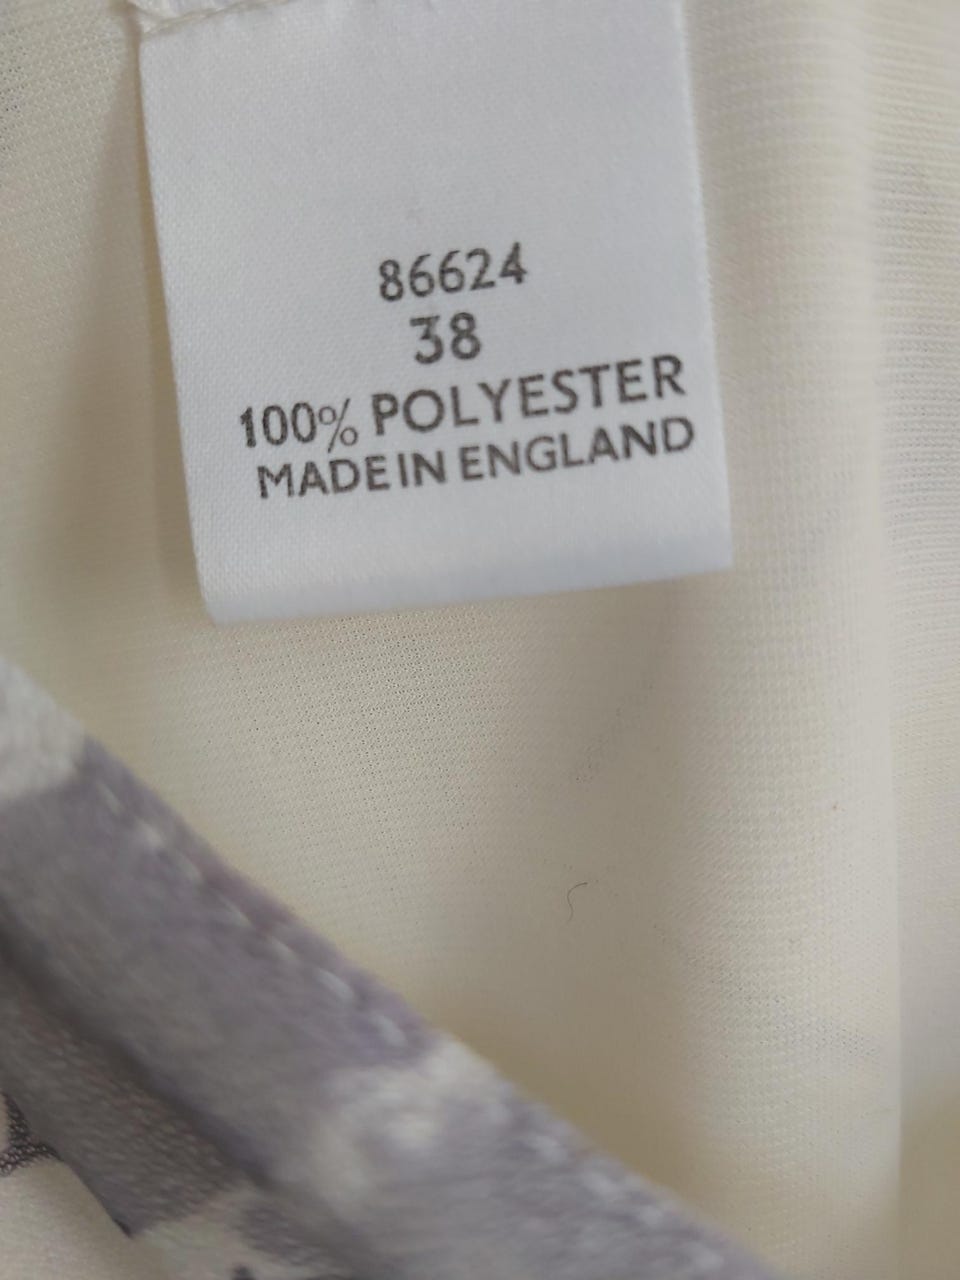 86624
38
100% POLYESTER
MADE IN ENGLAND